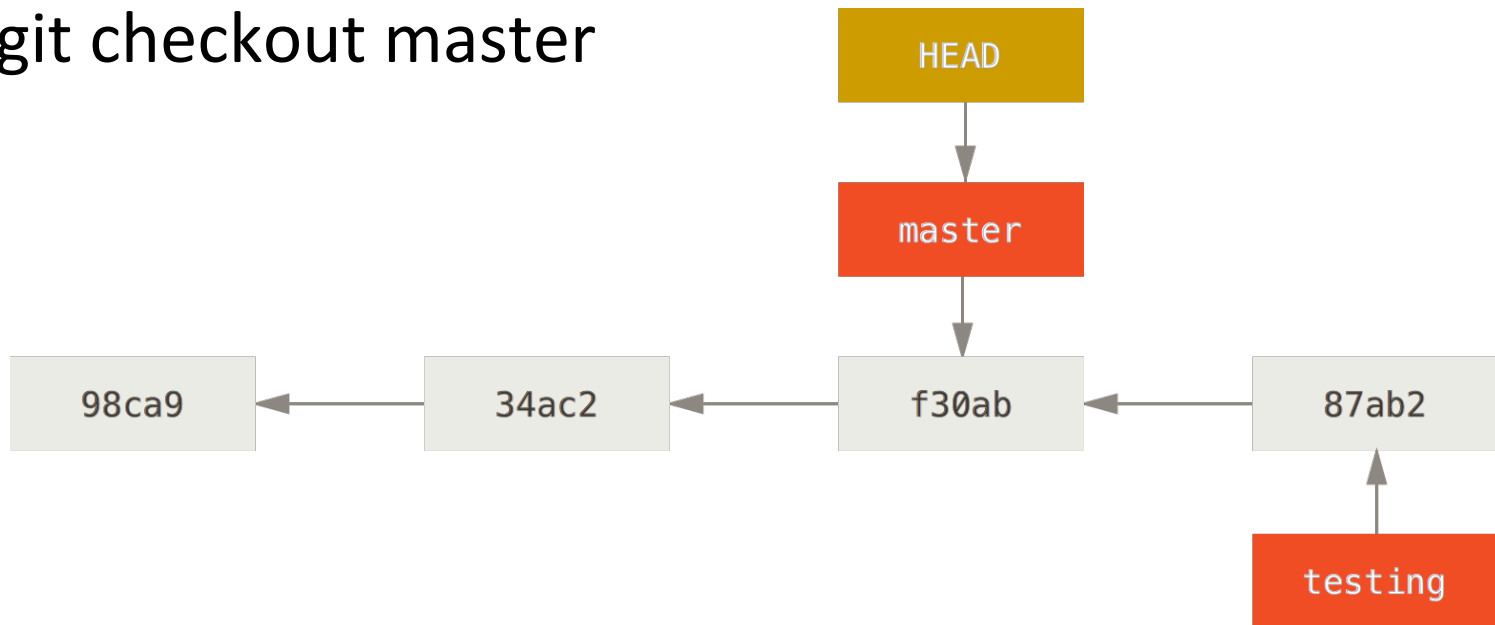 git checkout master
HEAD
master
98ca9
34ac2
f30ab
87ab2
testing